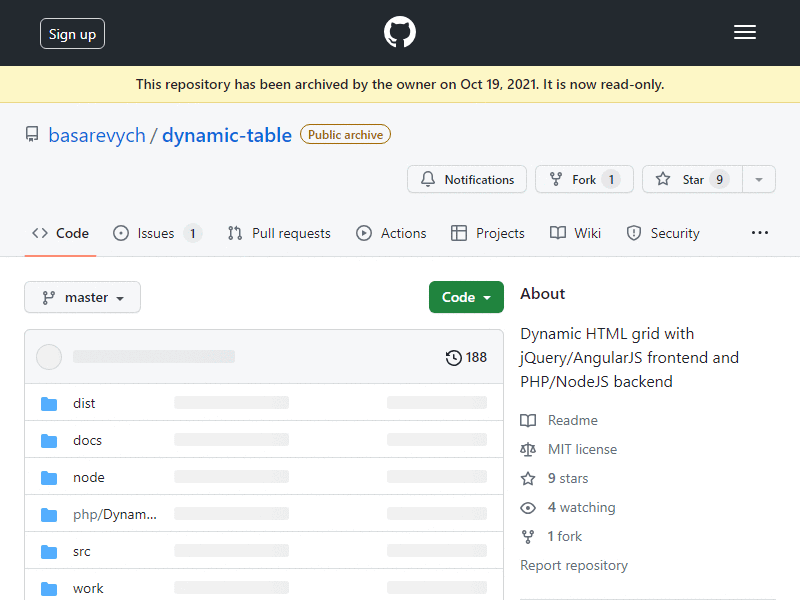 Sign up
This repository has been archived by the owner on Oct 19, 2021. It is now read-only.
basarevych / dynamic-table Public archive
Notifications Fork 1 Star 9
Code Issues 1 Pull requests Actions Projects Wiki Security
master Code
188
dist
docs
node
php/Dynam...
src
work
About
Dynamic HTML grid with
jQuery/AngularJS frontend and
PHP/NodeJS backend
Readme
MIT license
9 stars
4 watching
1 fork
Report repository